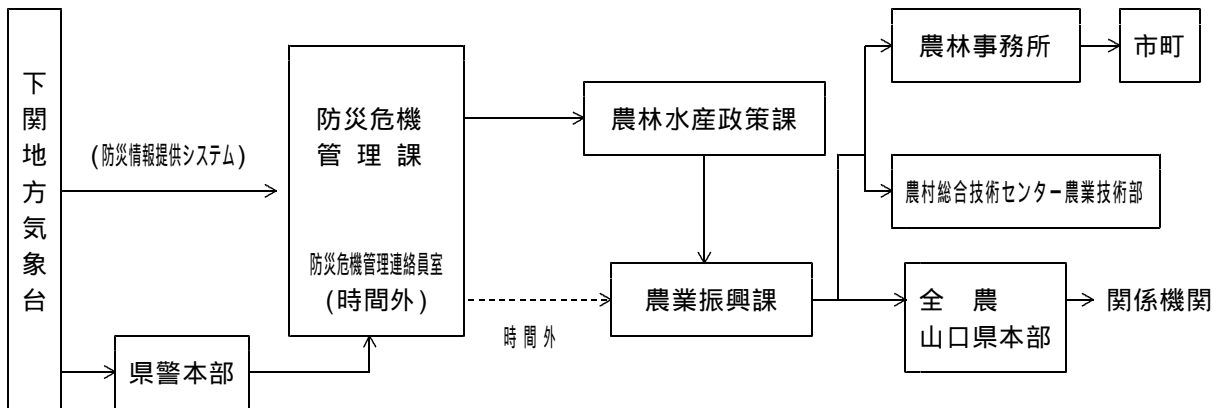 下関地方気象台
(防災情報提供システム)
防災危機
管理課
防災危機管理連絡員室
(時間外)
県警本部
時間外
農林水産政策課
農業振興課
農林事務所
市町
農村総合技術センター農業技術部
全　農
山口県本部
関係機関